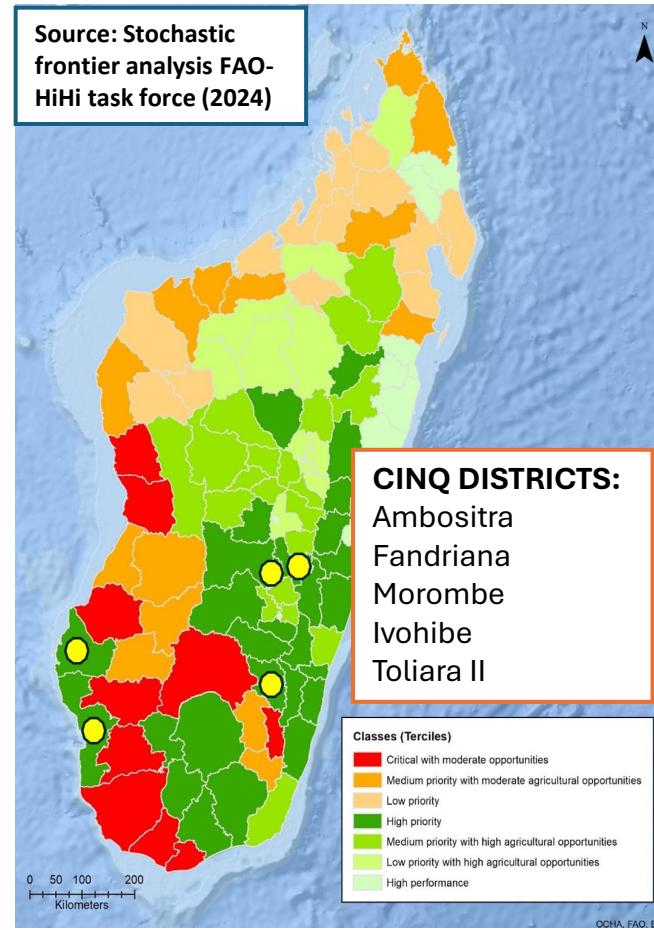 Source: Stochastic
frontier analysis FAO-
HiHi task force (2024)
N
CINQ DISTRICTS:
Ambositra
Fandriana
Morombe
Ivohibe
Toliara II
Classes (Terciles)
Critical with moderate opportunities
Medium priority with moderate agricultural opportunities
Low priority
High priority
Medium priority with high agricultural opportunities
Low priority with high agricultural opportunities
High performance
0 50 100 200
Kilometers
OCHA, FAO, E